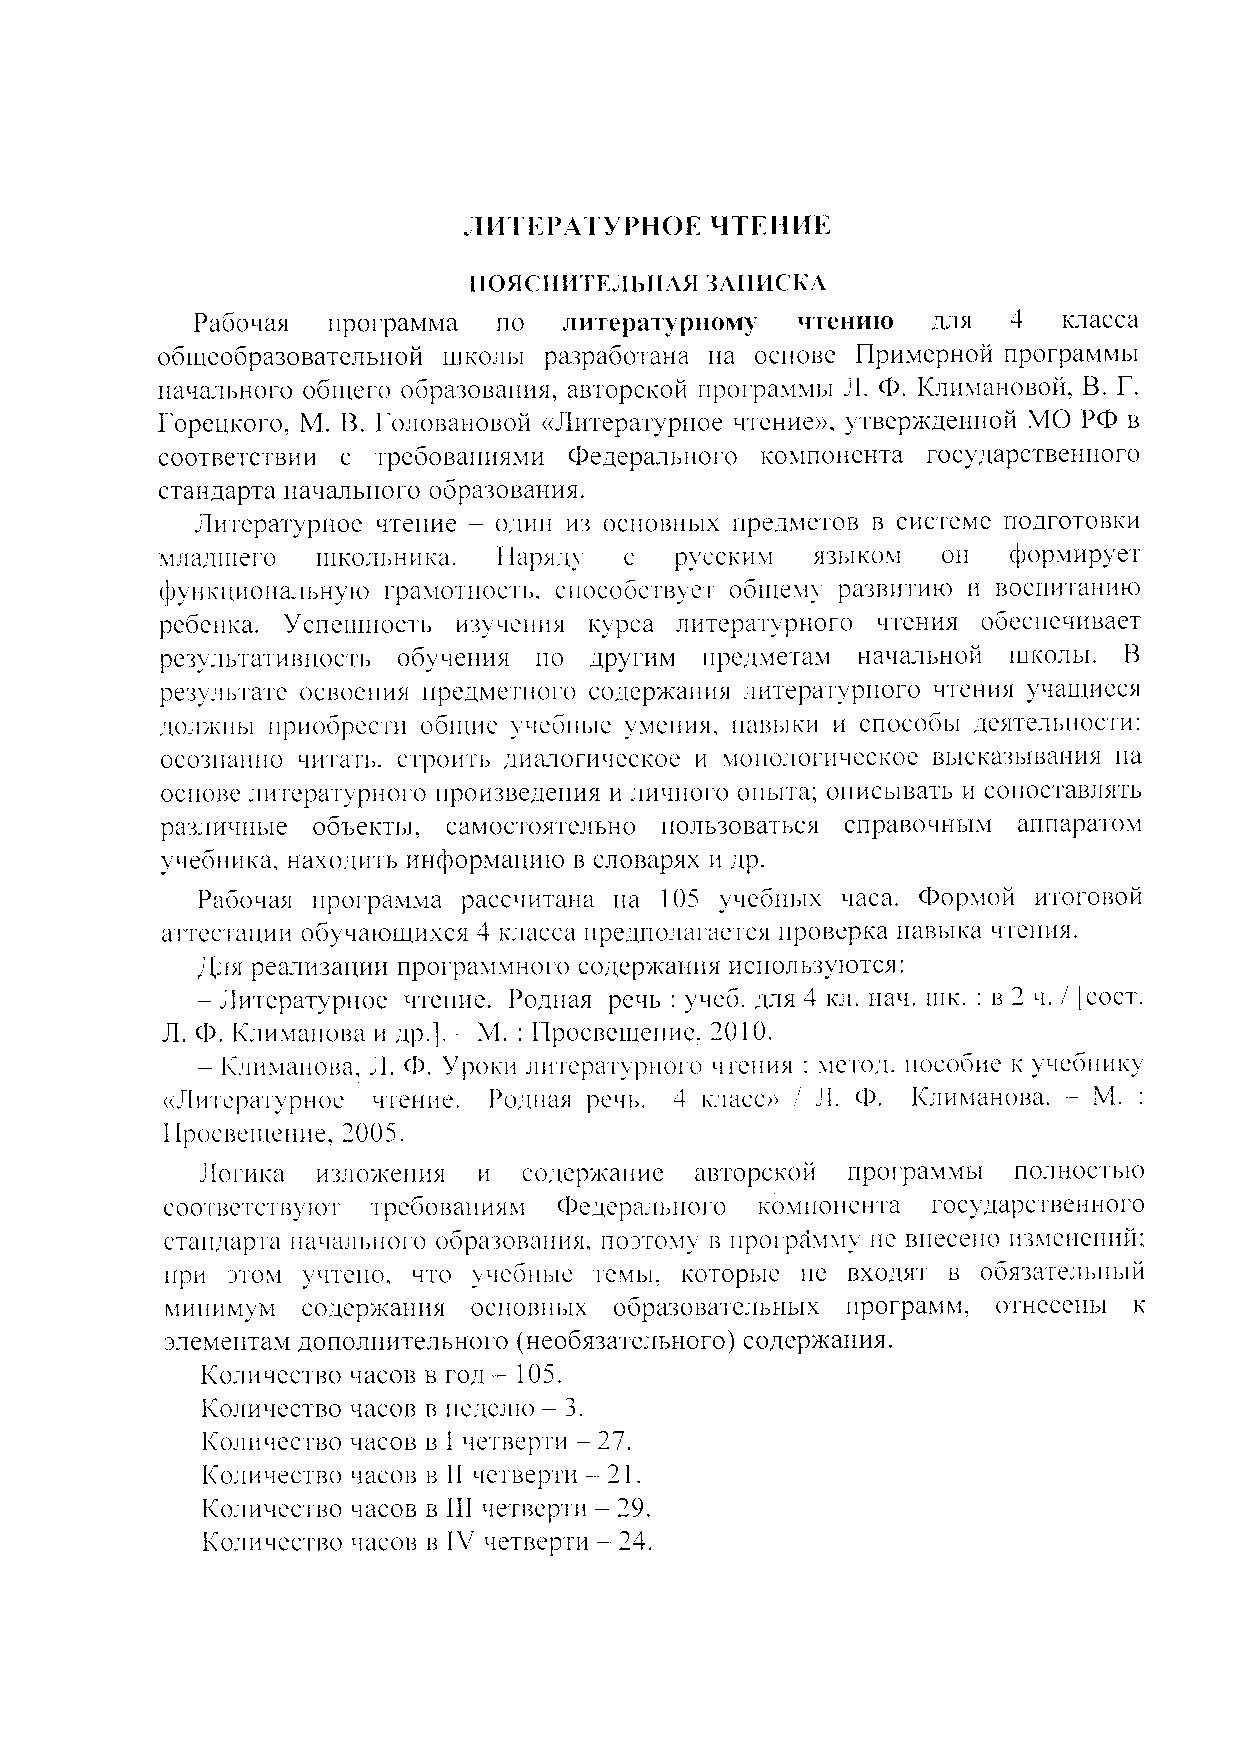 ЛИТЕРАТУРНОЕ ЧТЕНИЕ
ПОЯСНИТЕЛЬНАЯ ЗАПИСКА
Рабочая программа по литературному чтению для 4 класса
общеобразовательной школы разработана на основе Примерной программы
начального общего образования, авторской программы Л. Ф. Климановой, В. Г.
Горецкого, М. В. Головановой «Литературное чтение», утвержденной МО РФ в
соответствии с требованиями Федерального компонента государственного
стандарта начального образования.
Литературное чтение – один из основных предметов в системе подготовки
младшего школьника. Наряду с русским языком он формирует
функциональную грамотность, способствует общему развитию и воспитанию
ребенка. Успешность изучения курса литературного чтения обеспечивает
результативность обучения по другим предметам начальной школы. В
результате освоения предметного содержания литературного чтения учащиеся
должны приобрести общие учебные умения, навыки и способы деятельности:
осознанно читать, строить диалогическое и монологическое высказывания на
основе литературного произведения и личного опыта; описывать и сопоставлять
различные объекты, самостоятельно пользоваться справочным аппаратом
учебника, находить информацию в словарях и др.
Рабочая программа рассчитана на 105 учебных часа. Формой итоговой
аттестации обучающихся 4 класса предполагается проверка навыка чтения.
Для реализации программного содержания используются:
– Литературное чтение. Родная речь : учеб. для 4 кл. нач. шк. : в 2 ч. / [сост.
Л. Ф. Климанова и др.]. - М. : Просвещение, 2010.
– Климанова, Л. Ф. Уроки литературного чтения : метод. пособие к учебнику
«Литературное чтение. Родная речь. 4 класс» / Л. Ф. Климанова. – М. :
Просвещение, 2005.
Логика изложения и содержание авторской программы полностью
соответствуют требованиям Федерального компонента государственного
стандарта начального образования, поэтому в программу не внесено изменений;
при этом учтено, что учебные темы, которые не входят в обязательный
минимум содержания основных образовательных программ, отнесены к
элементам дополнительного (необязательного) содержания.
Количество часов в год – 105.
Количество часов в неделю – 3.
Количество часов в I четверти – 27.
Количество часов в II четверти – 21.
Количество часов в III четверти – 29.
Количество часов в IV четверти – 24.